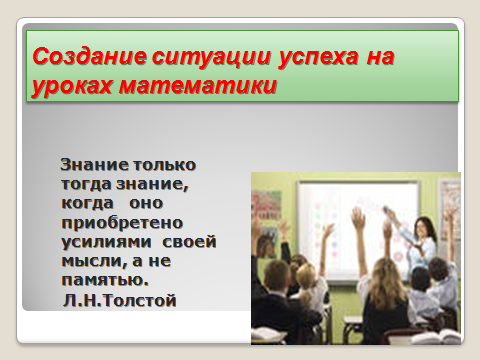 Создание ситуации успеха на
уроках математики
Знание только
тогда знание,
когда оно
приобретено
усилиями своей
мысли, а не
памятью.
Л.Н.Толстой